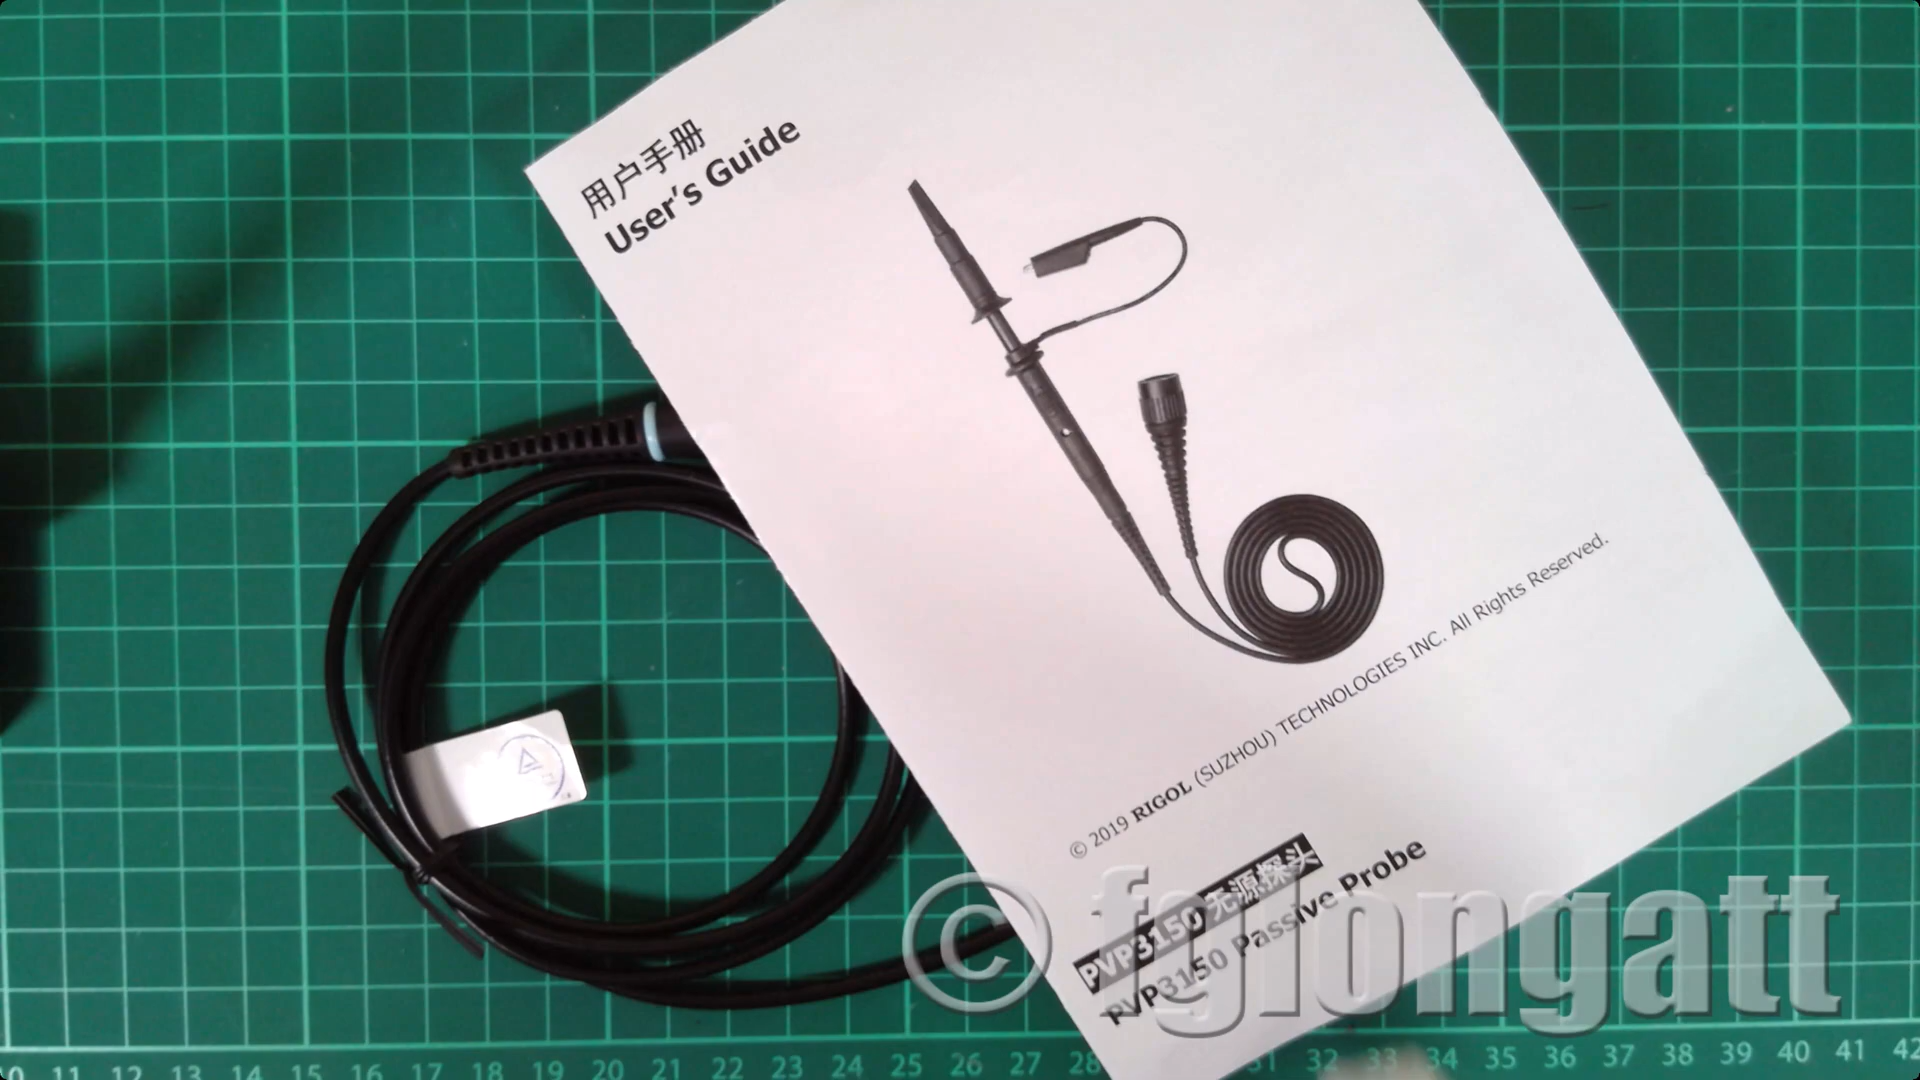 用户手册
User's Guide
© 2019 RIGOL (SUZHOU) TECHNOLOGIES INC. All Rights Reserved.
PVP3150 无源探头
PVP3150 Passive Probe
© fglongatt
10 11 12 13 14 15 16 17 18 19 20 21 22 23 24 25 26 27 28 31 32 33 34 35 36 37 38 39 40 41 42